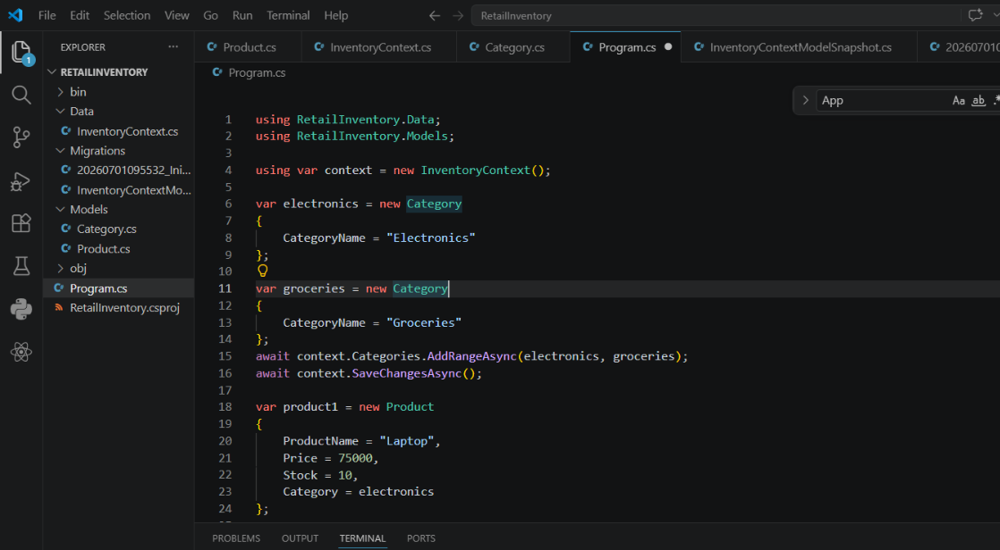 File Edit Selection View Go Run Terminal Help
RetailInventory
EXPLORER
RETAILINVENTORY
bin
Data
InventoryContext.cs
Migrations
20260701095532_Ini...
InventoryContextMo...
Models
Category.cs
Product.cs
obj
Program.cs
RetailInventory.csproj
1
Product.cs InventoryContext.cs Category.cs Program.cs InventoryContextModelSnapshot.cs 2026070109
Program.cs
App
Aa ab .*
1 using RetailInventory.Data;
2 using RetailInventory.Models;
3
4 using var context = new InventoryContext();
5
6 var electronics = new Category
7 {
8 CategoryName = "Electronics"
9 };
10
11 var groceries = new Category
12 {
13 CategoryName = "Groceries"
14 };
15 await context.Categories.AddRangeAsync(electronics, groceries);
16 await context.SaveChangesAsync();
17
18 var product1 = new Product
19 {
20 ProductName = "Laptop",
21 Price = 75000,
22 Stock = 10,
23 Category = electronics
24 };
PROBLEMS OUTPUT TERMINAL PORTS